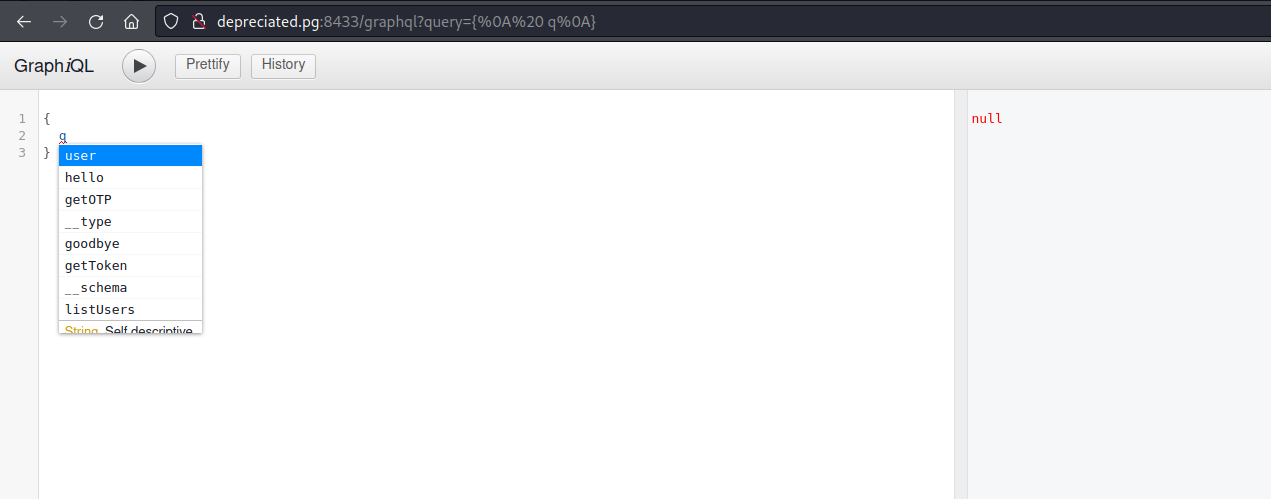 depreciated.pg:8433/graphql?query={%0A%20 q%0A}
GraphiQL Prettify History
1 {
2 q
3 }
null
user
hello
getOTP
__type
goodbye
getToken
__schema
listUsers
String Self descriptive